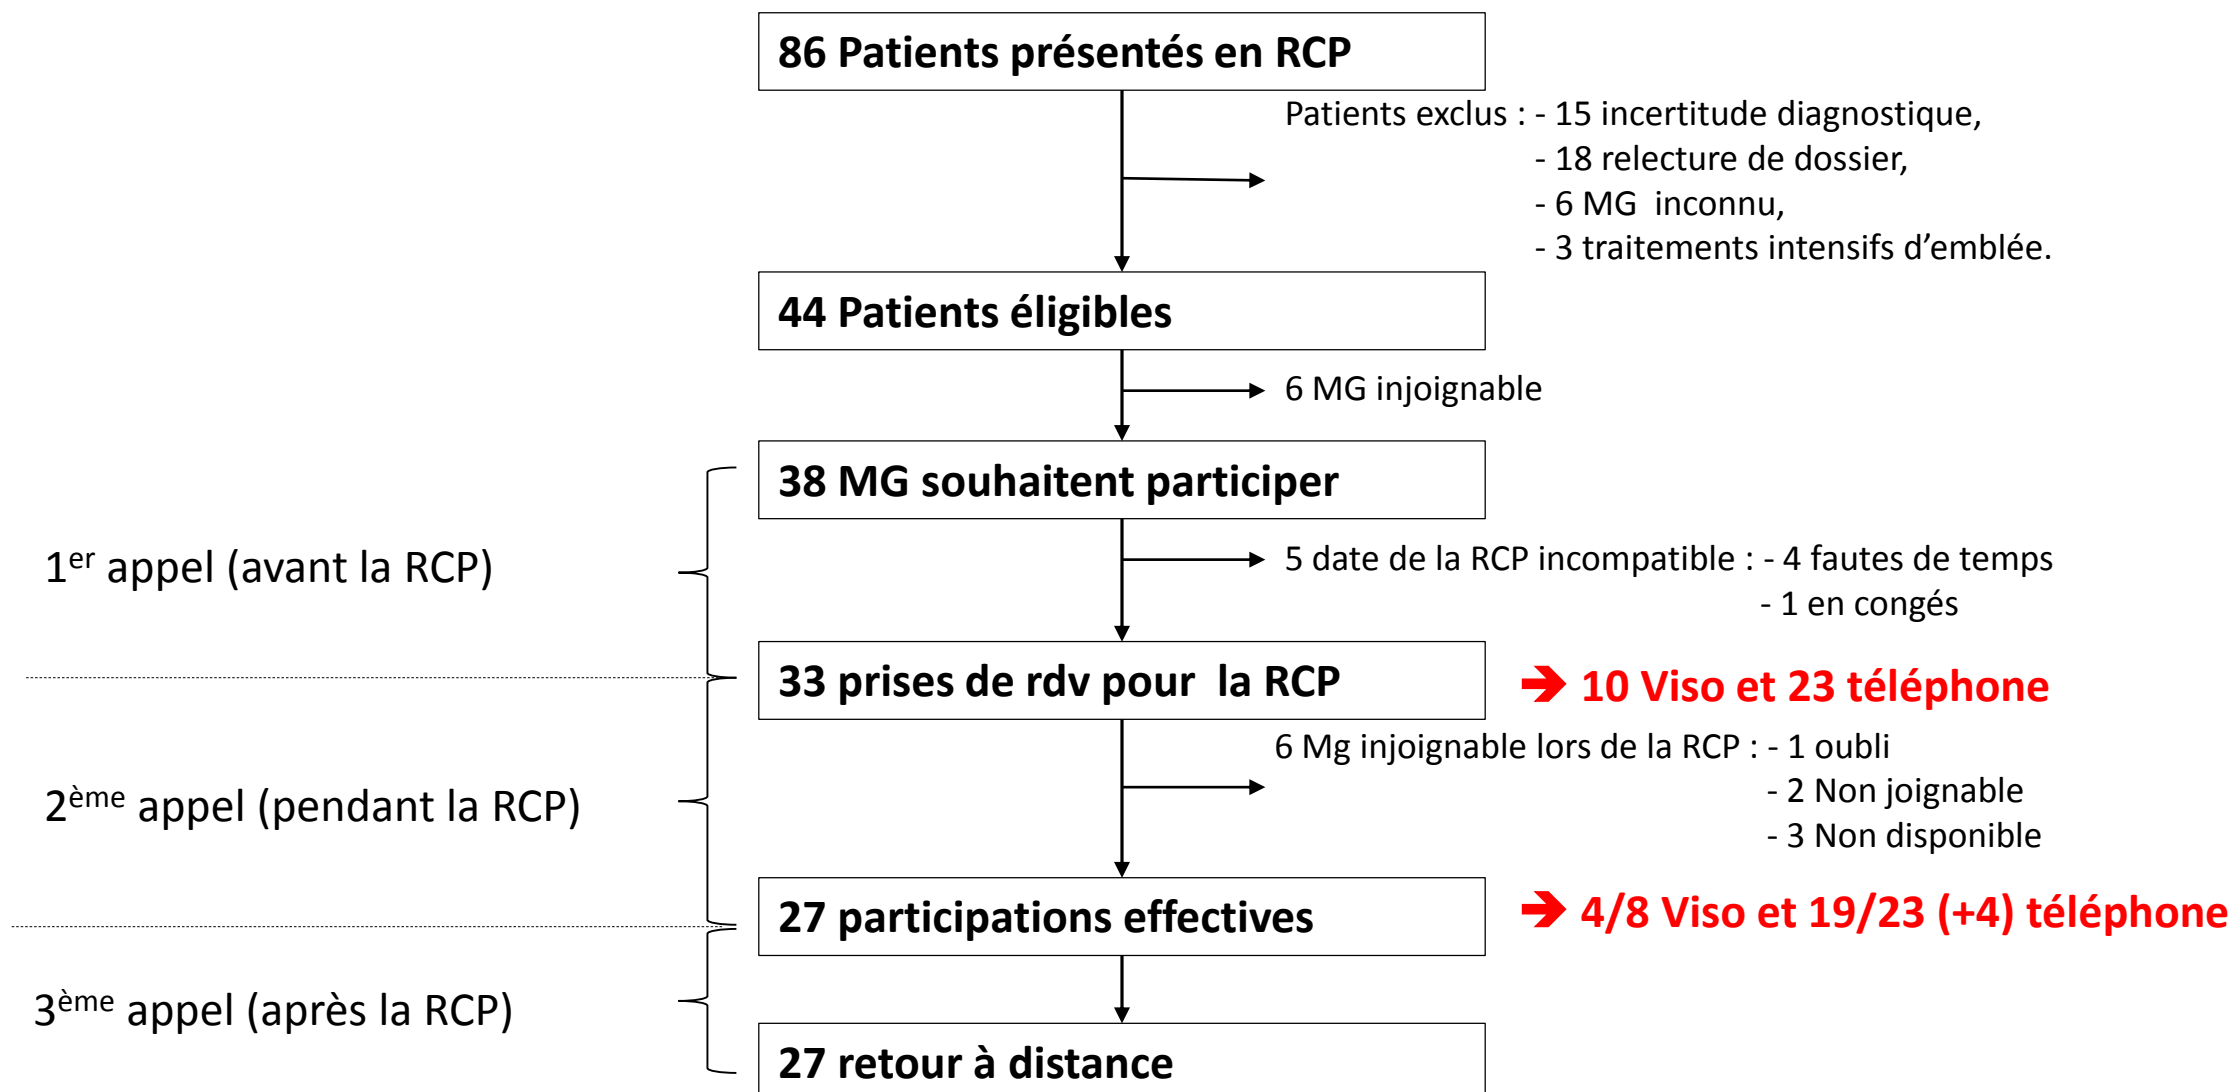 86 Patients présentés en RCP
Patients exclus : - 15 incertitude diagnostique,
- 18 relecture de dossier,
- 6 MG  inconnu,
- 3 traitements intensifs d’emblée.
44 Patients éligibles
6 MG injoignable
38 MG souhaitent participer
1er appel (avant la RCP)
5 date de la RCP incompatible : - 4 fautes de temps
- 1 en congés
33 prises de rdv pour  la RCP
➔ 10 Viso et 23 téléphone
6 Mg injoignable lors de la RCP : - 1 oubli
- 2 Non joignable
- 3 Non disponible
2ème appel (pendant la RCP)
27 participations effectives
➔ 4/8 Viso et 19/23 (+4) téléphone
3ème appel (après la RCP)
27 retour à distance